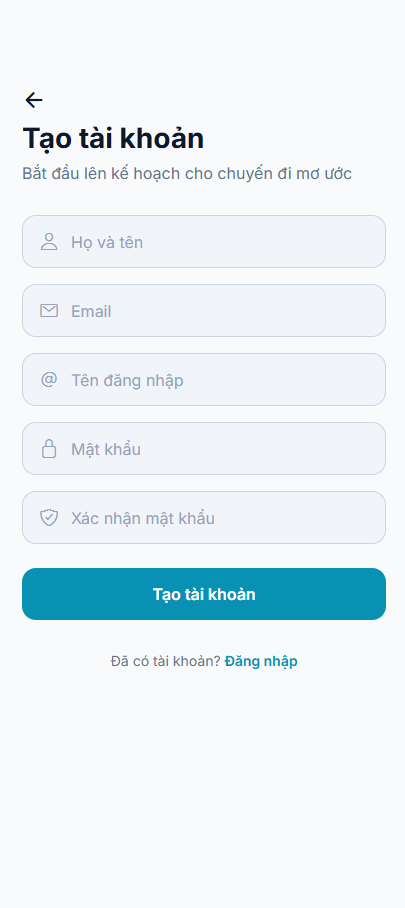 Tạo tài khoản
Bắt đầu lên kế hoạch cho chuyến đi mơ ước
Họ và tên
Email
Tên đăng nhập
Mật khẩu
Xác nhận mật khẩu
Tạo tài khoản
Đã có tài khoản? Đăng nhập